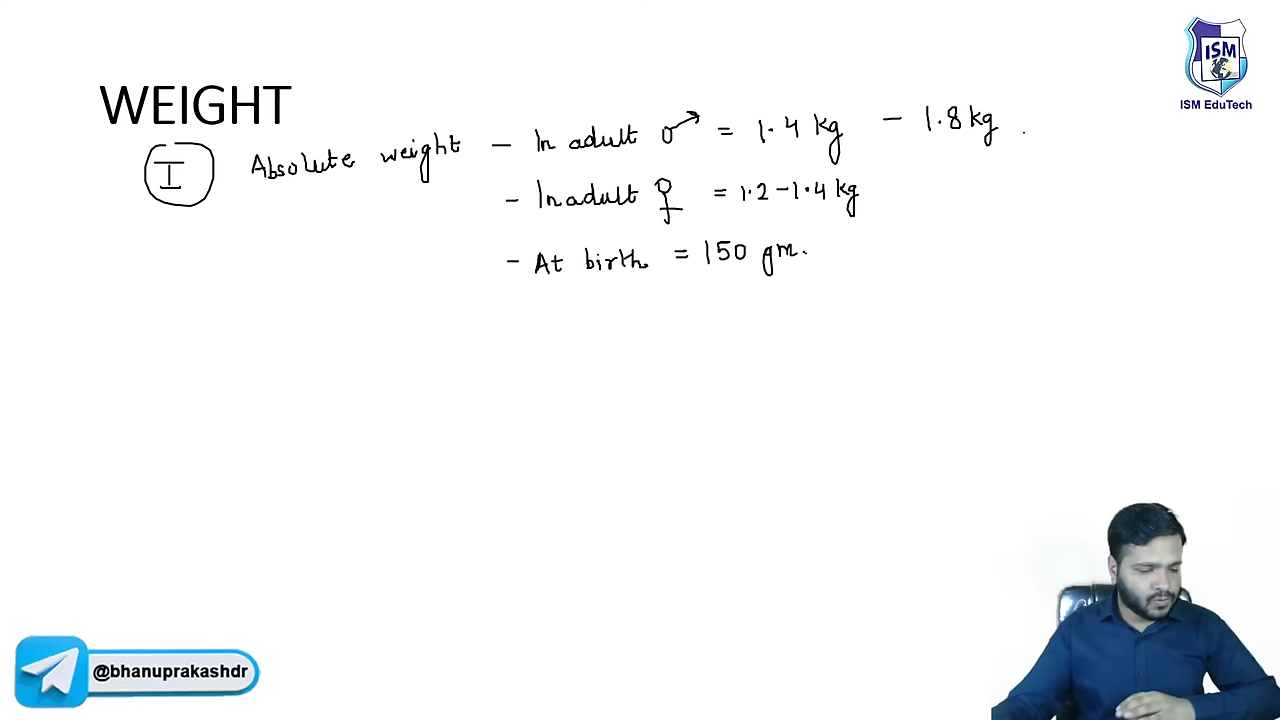 ISM
ISM EduTech
WEIGHT
I Absolute weight - In adult ♂ = 1.4 kg - 1.8 kg .
- In adult ♀ = 1.2 - 1.4 kg
- At birth = 150 gm.
@bhanuprakashdr